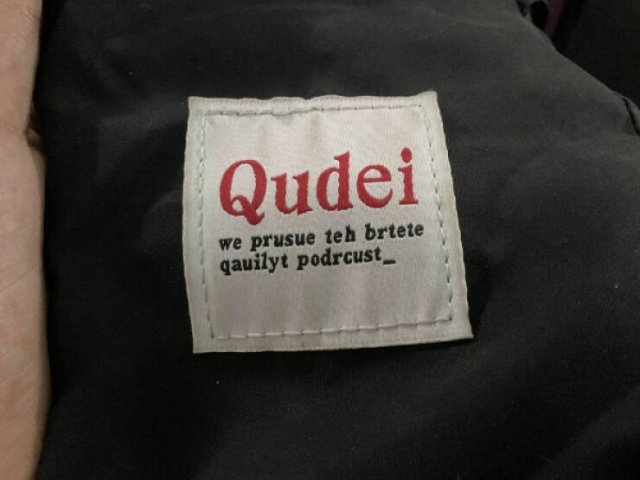 Qudei
we prusue teh brtete
qauilyt podrcust_